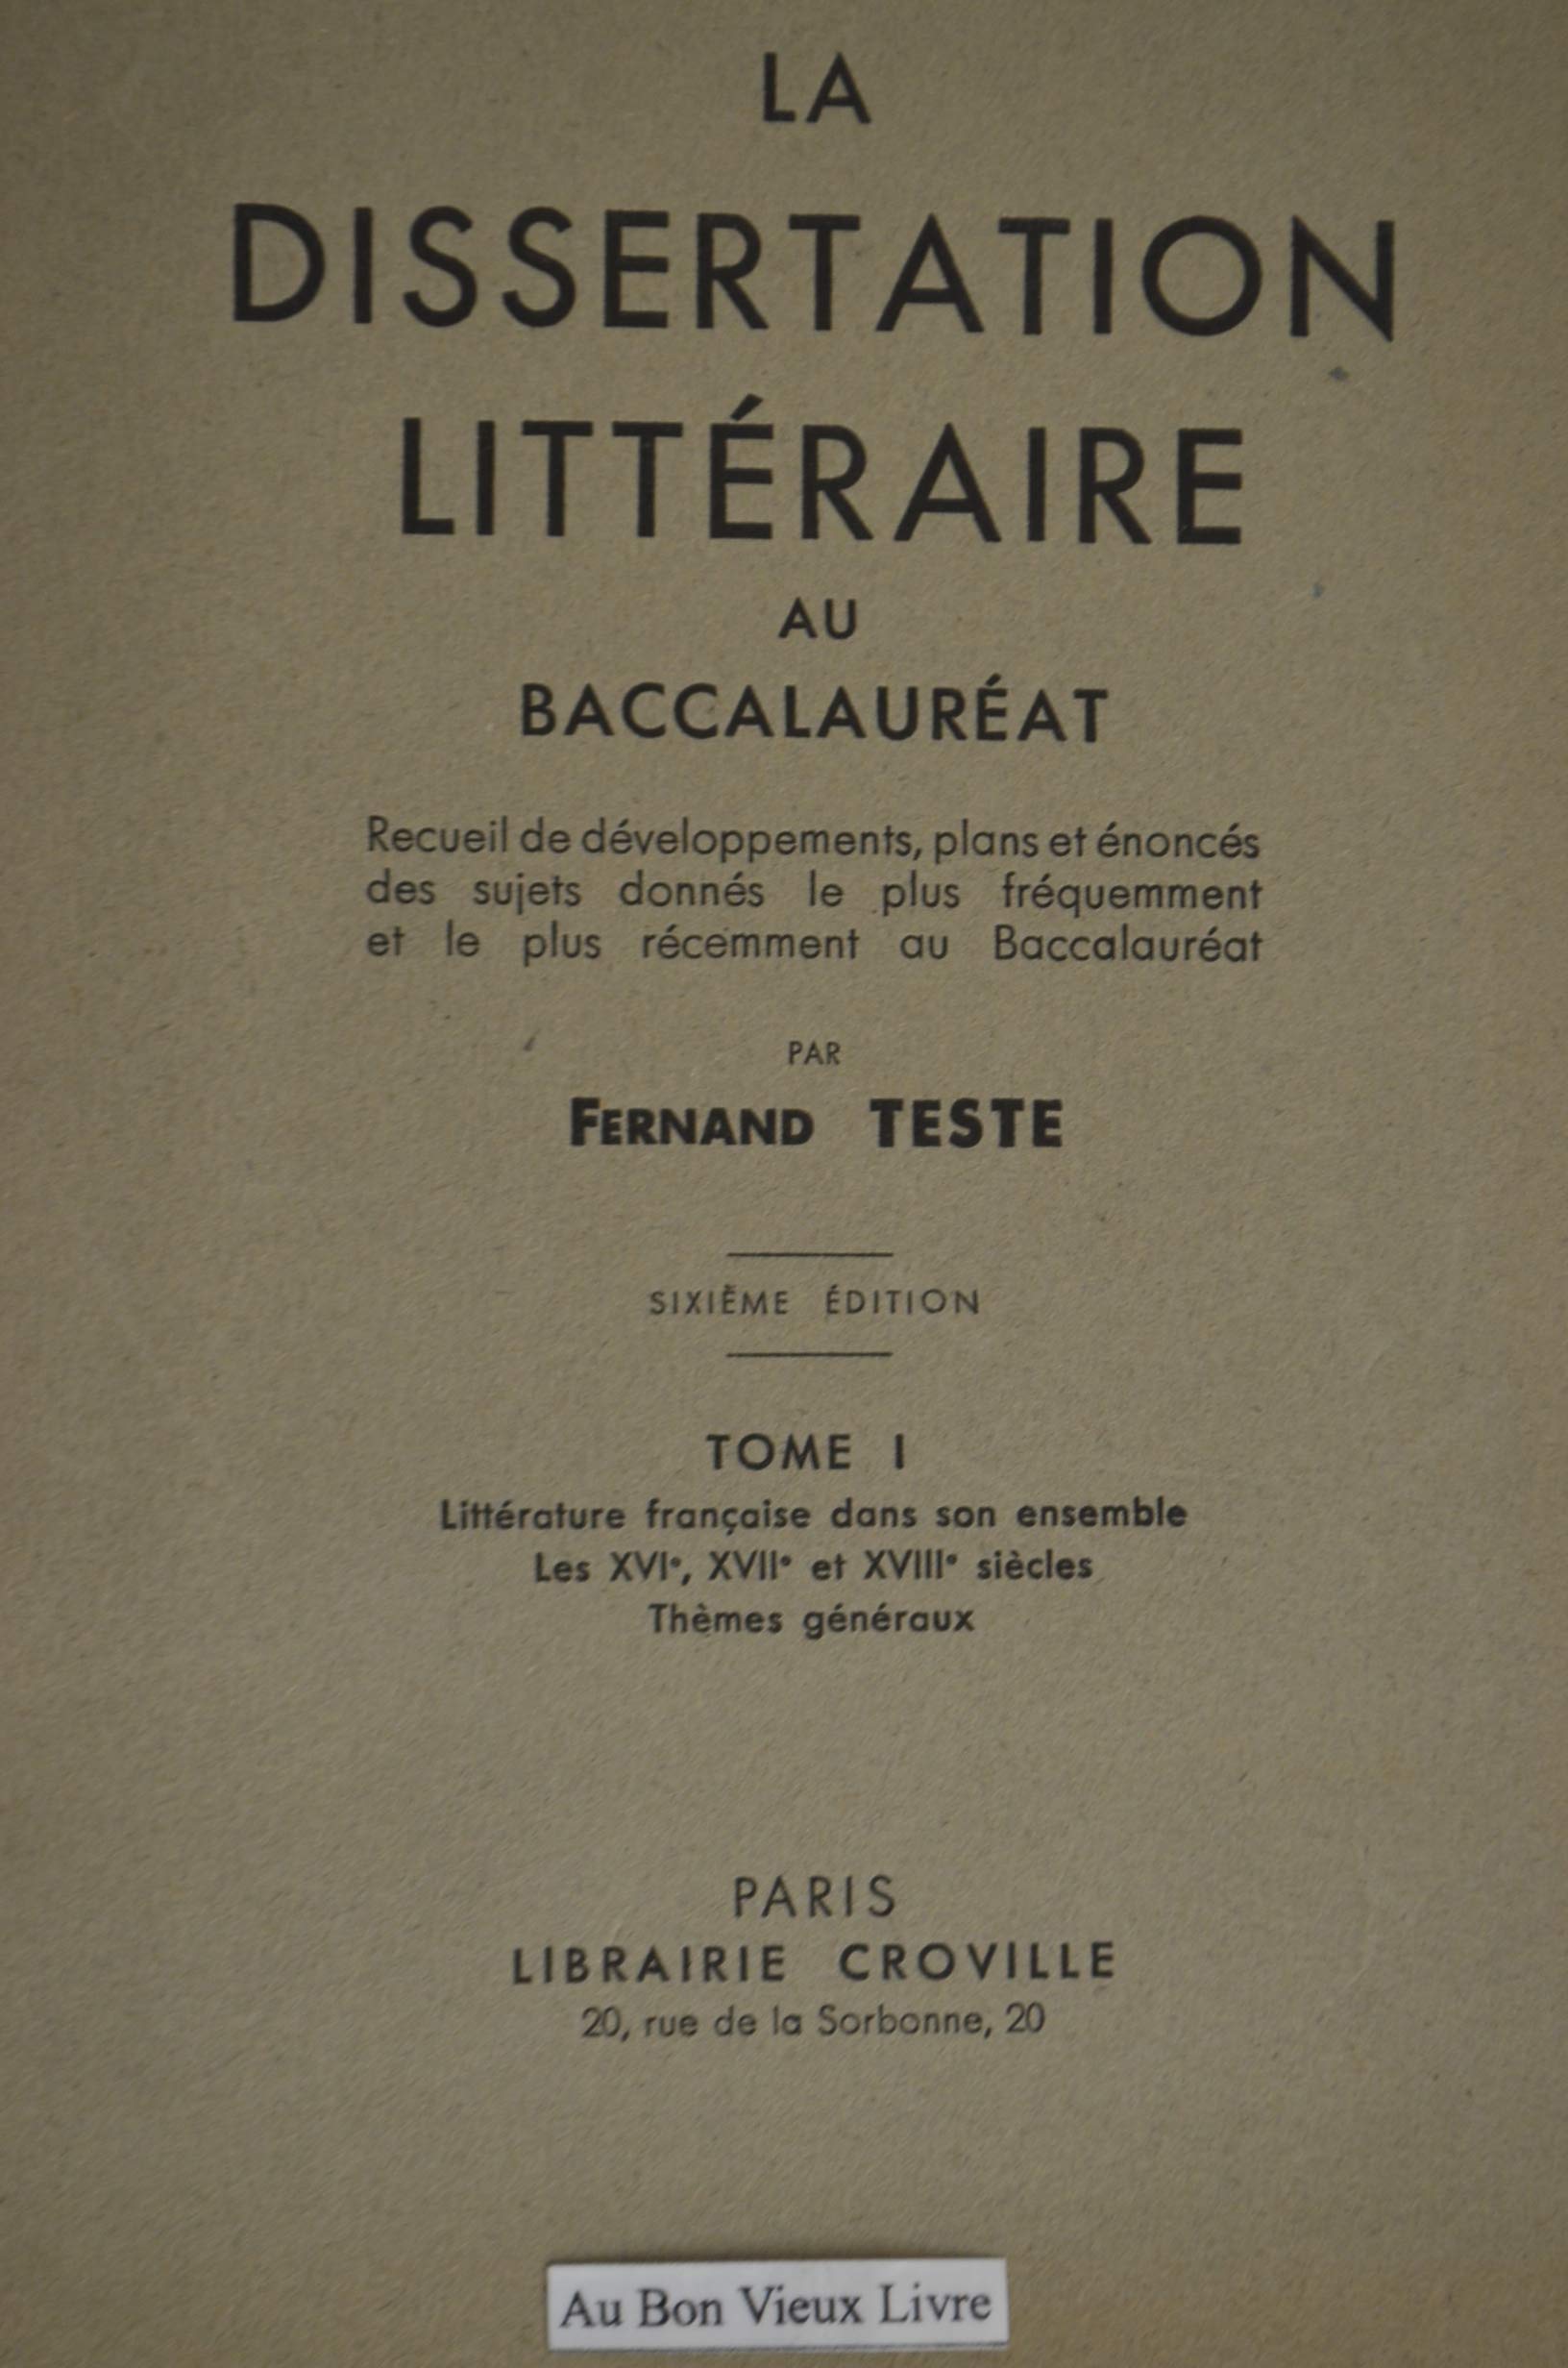 LA
DISSERTATION
LITTÉRAIRE
AU
BACCALAURÉAT
Recueil de développements, plans et énoncés
des sujets donnés le plus fréquemment
et le plus récemment au Baccalauréat
PAR
FERNAND TESTE
SIXIÈME ÉDITION
TOME I
Littérature française dans son ensemble
Les XVIᵉ, XVIIᵉ et XVIIIᵉ siècles
Thèmes généraux
PARIS
LIBRAIRIE CROVILLE
20, rue de la Sorbonne, 20
Au Bon Vieux Livre